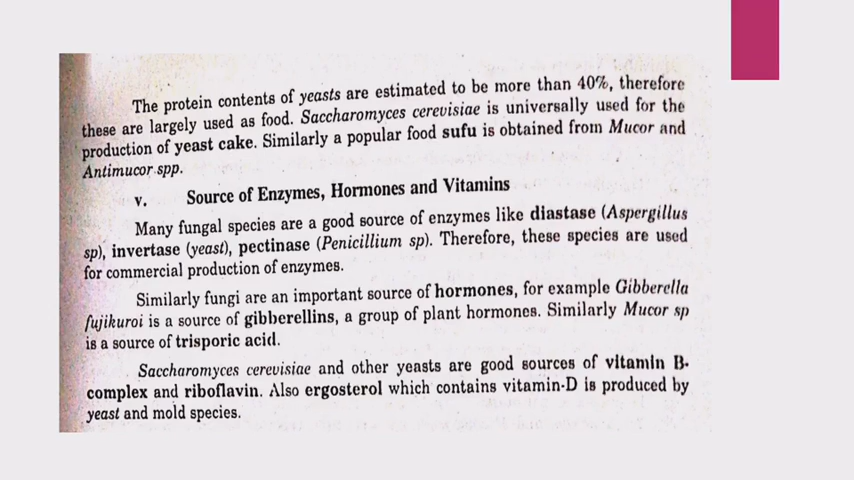 The protein contents of yeasts are estimated to be more than 40%, therefore
these are largely used as food. Saccharomyces cerevisiae is universally used for the
production of yeast cake. Similarly a popular food sufu is obtained from Mucor and
Antimucor spp.
v. Source of Enzymes, Hormones and Vitamins
Many fungal species are a good source of enzymes like diastase (Aspergillus
sp), invertase (yeast), pectinase (Penicillium sp). Therefore, these species are used
for commercial production of enzymes.
Similarly fungi are an important source of hormones, for example Gibberella
fujikuroi is a source of gibberellins, a group of plant hormones. Similarly Mucor sp
is a source of trisporic acid.
Saccharomyces cerevisiae and other yeasts are good sources of vitamin B-
complex and riboflavin. Also ergosterol which contains vitamin-D is produced by
yeast and mold species.